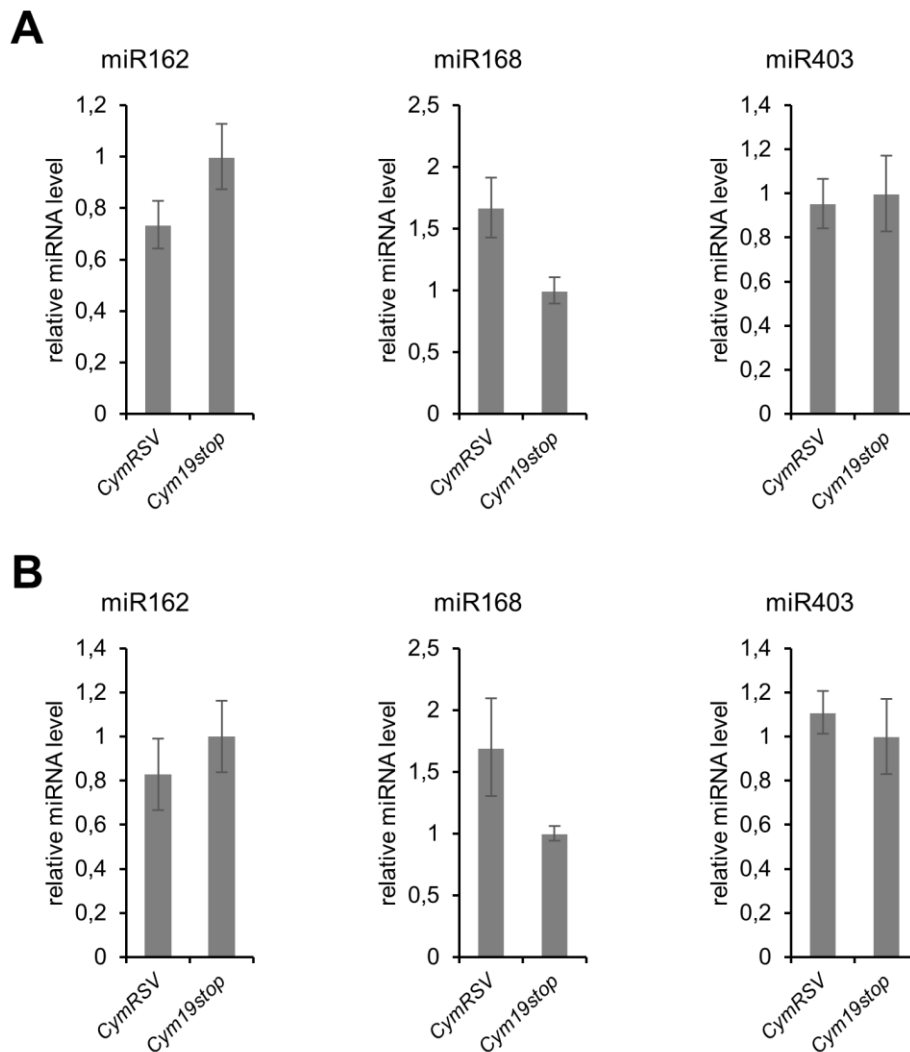 A
miR162
miR168
miR403
relative miRNA level
1,2
1
0,8
0,6
0,4
0,2
0
CymRSV
Cym19stop
relative miRNA level
2,5
2
1,5
1
0,5
0
CymRSV
Cym19stop
relative miRNA level
1,4
1,2
1
0,8
0,6
0,4
0,2
0
CymRSV
Cym19stop
B
miR162
miR168
miR403
relative miRNA level
1,4
1,2
1
0,8
0,6
0,4
0,2
0
CymRSV
Cym19stop
relative miRNA level
2,5
2
1,5
1
0,5
0
CymRSV
Cym19stop
relative miRNA level
1,4
1,2
1
0,8
0,6
0,4
0,2
0
CymRSV
Cym19stop